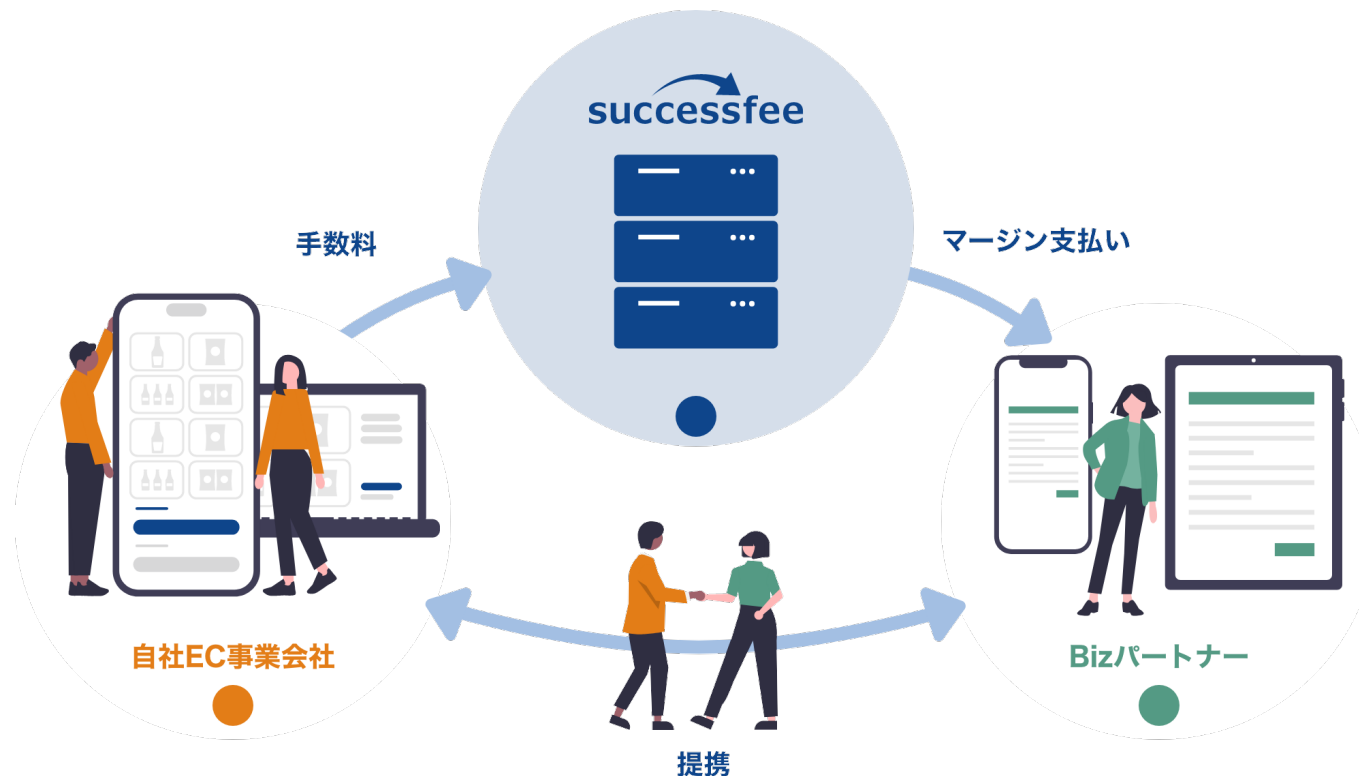 successfee
手数料
マージン支払い
自社EC事業会社
Bizパートナー
提携